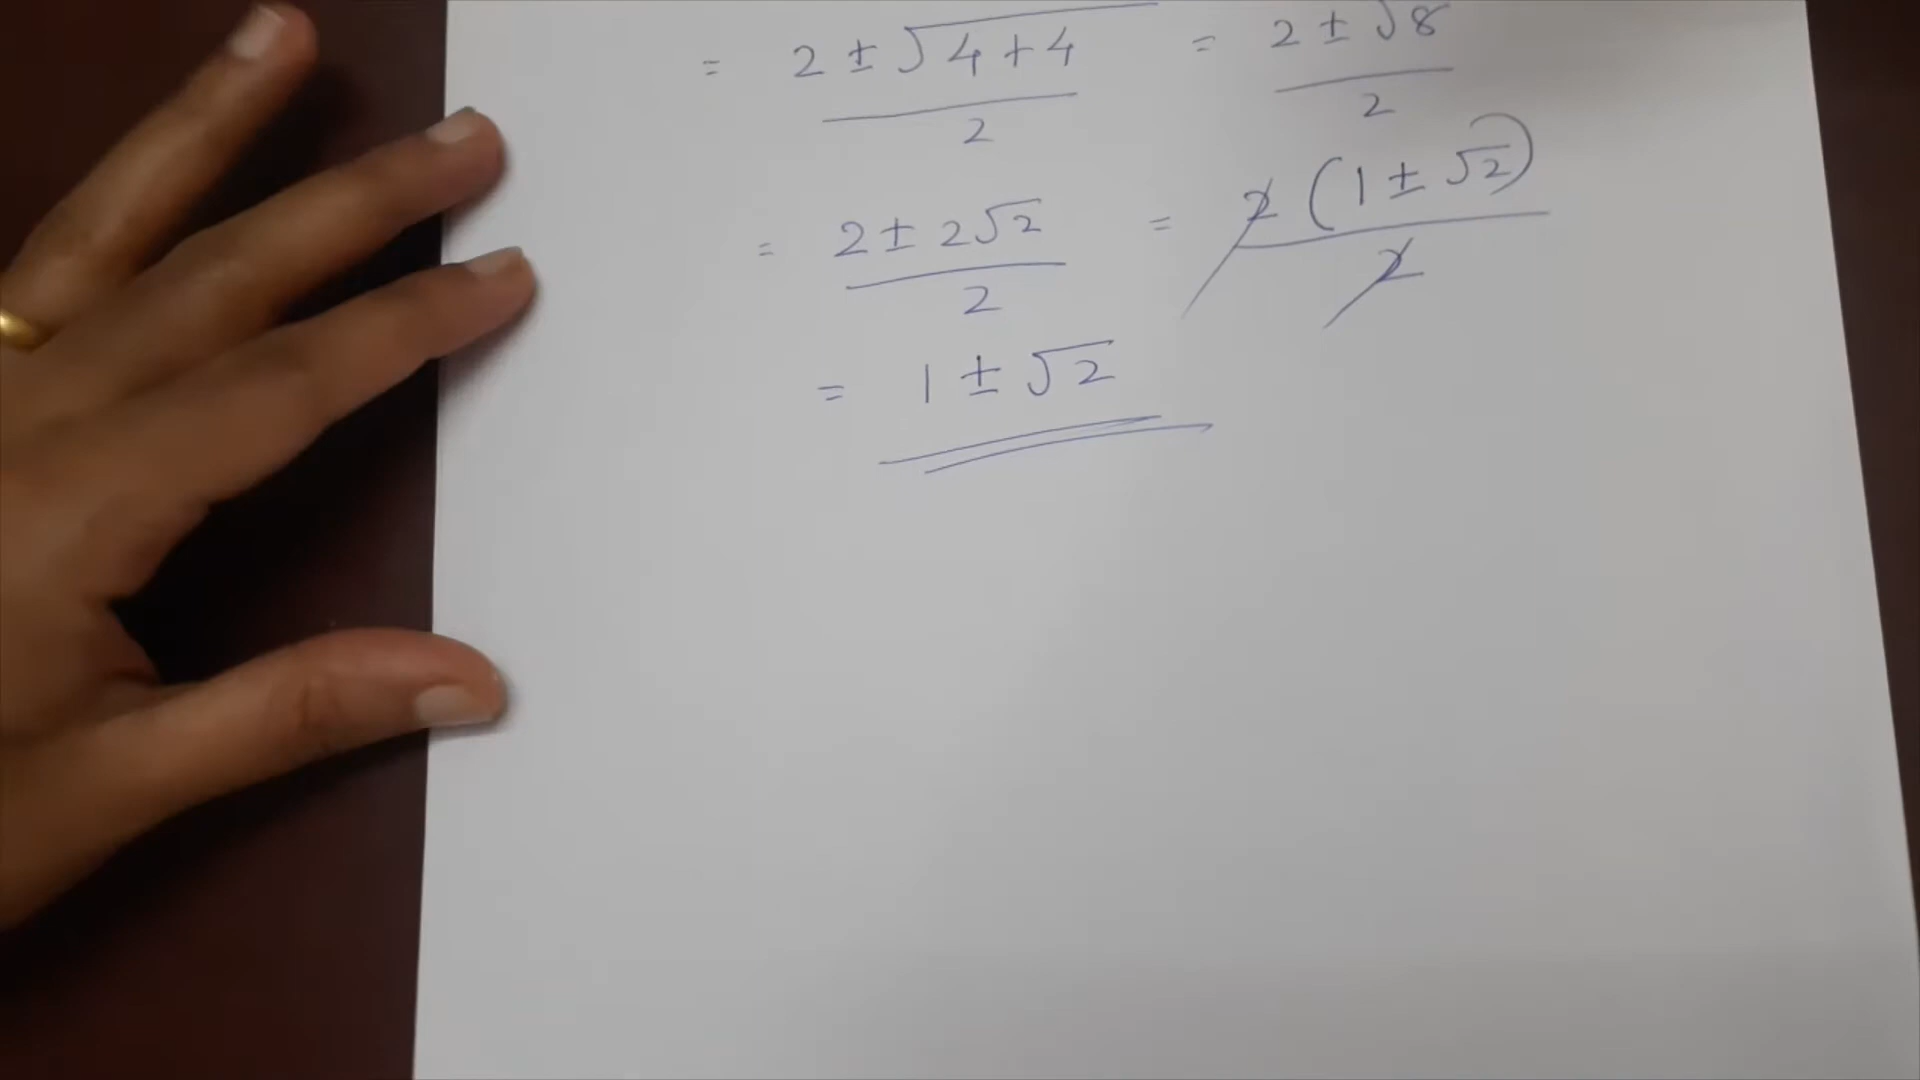 = 2 ± √4 + 4 / 2 = 2 ± √8 / 2
= 2 ± 2√2 / 2 = 2 (1 ± √2) / 2
= 1 ± √2